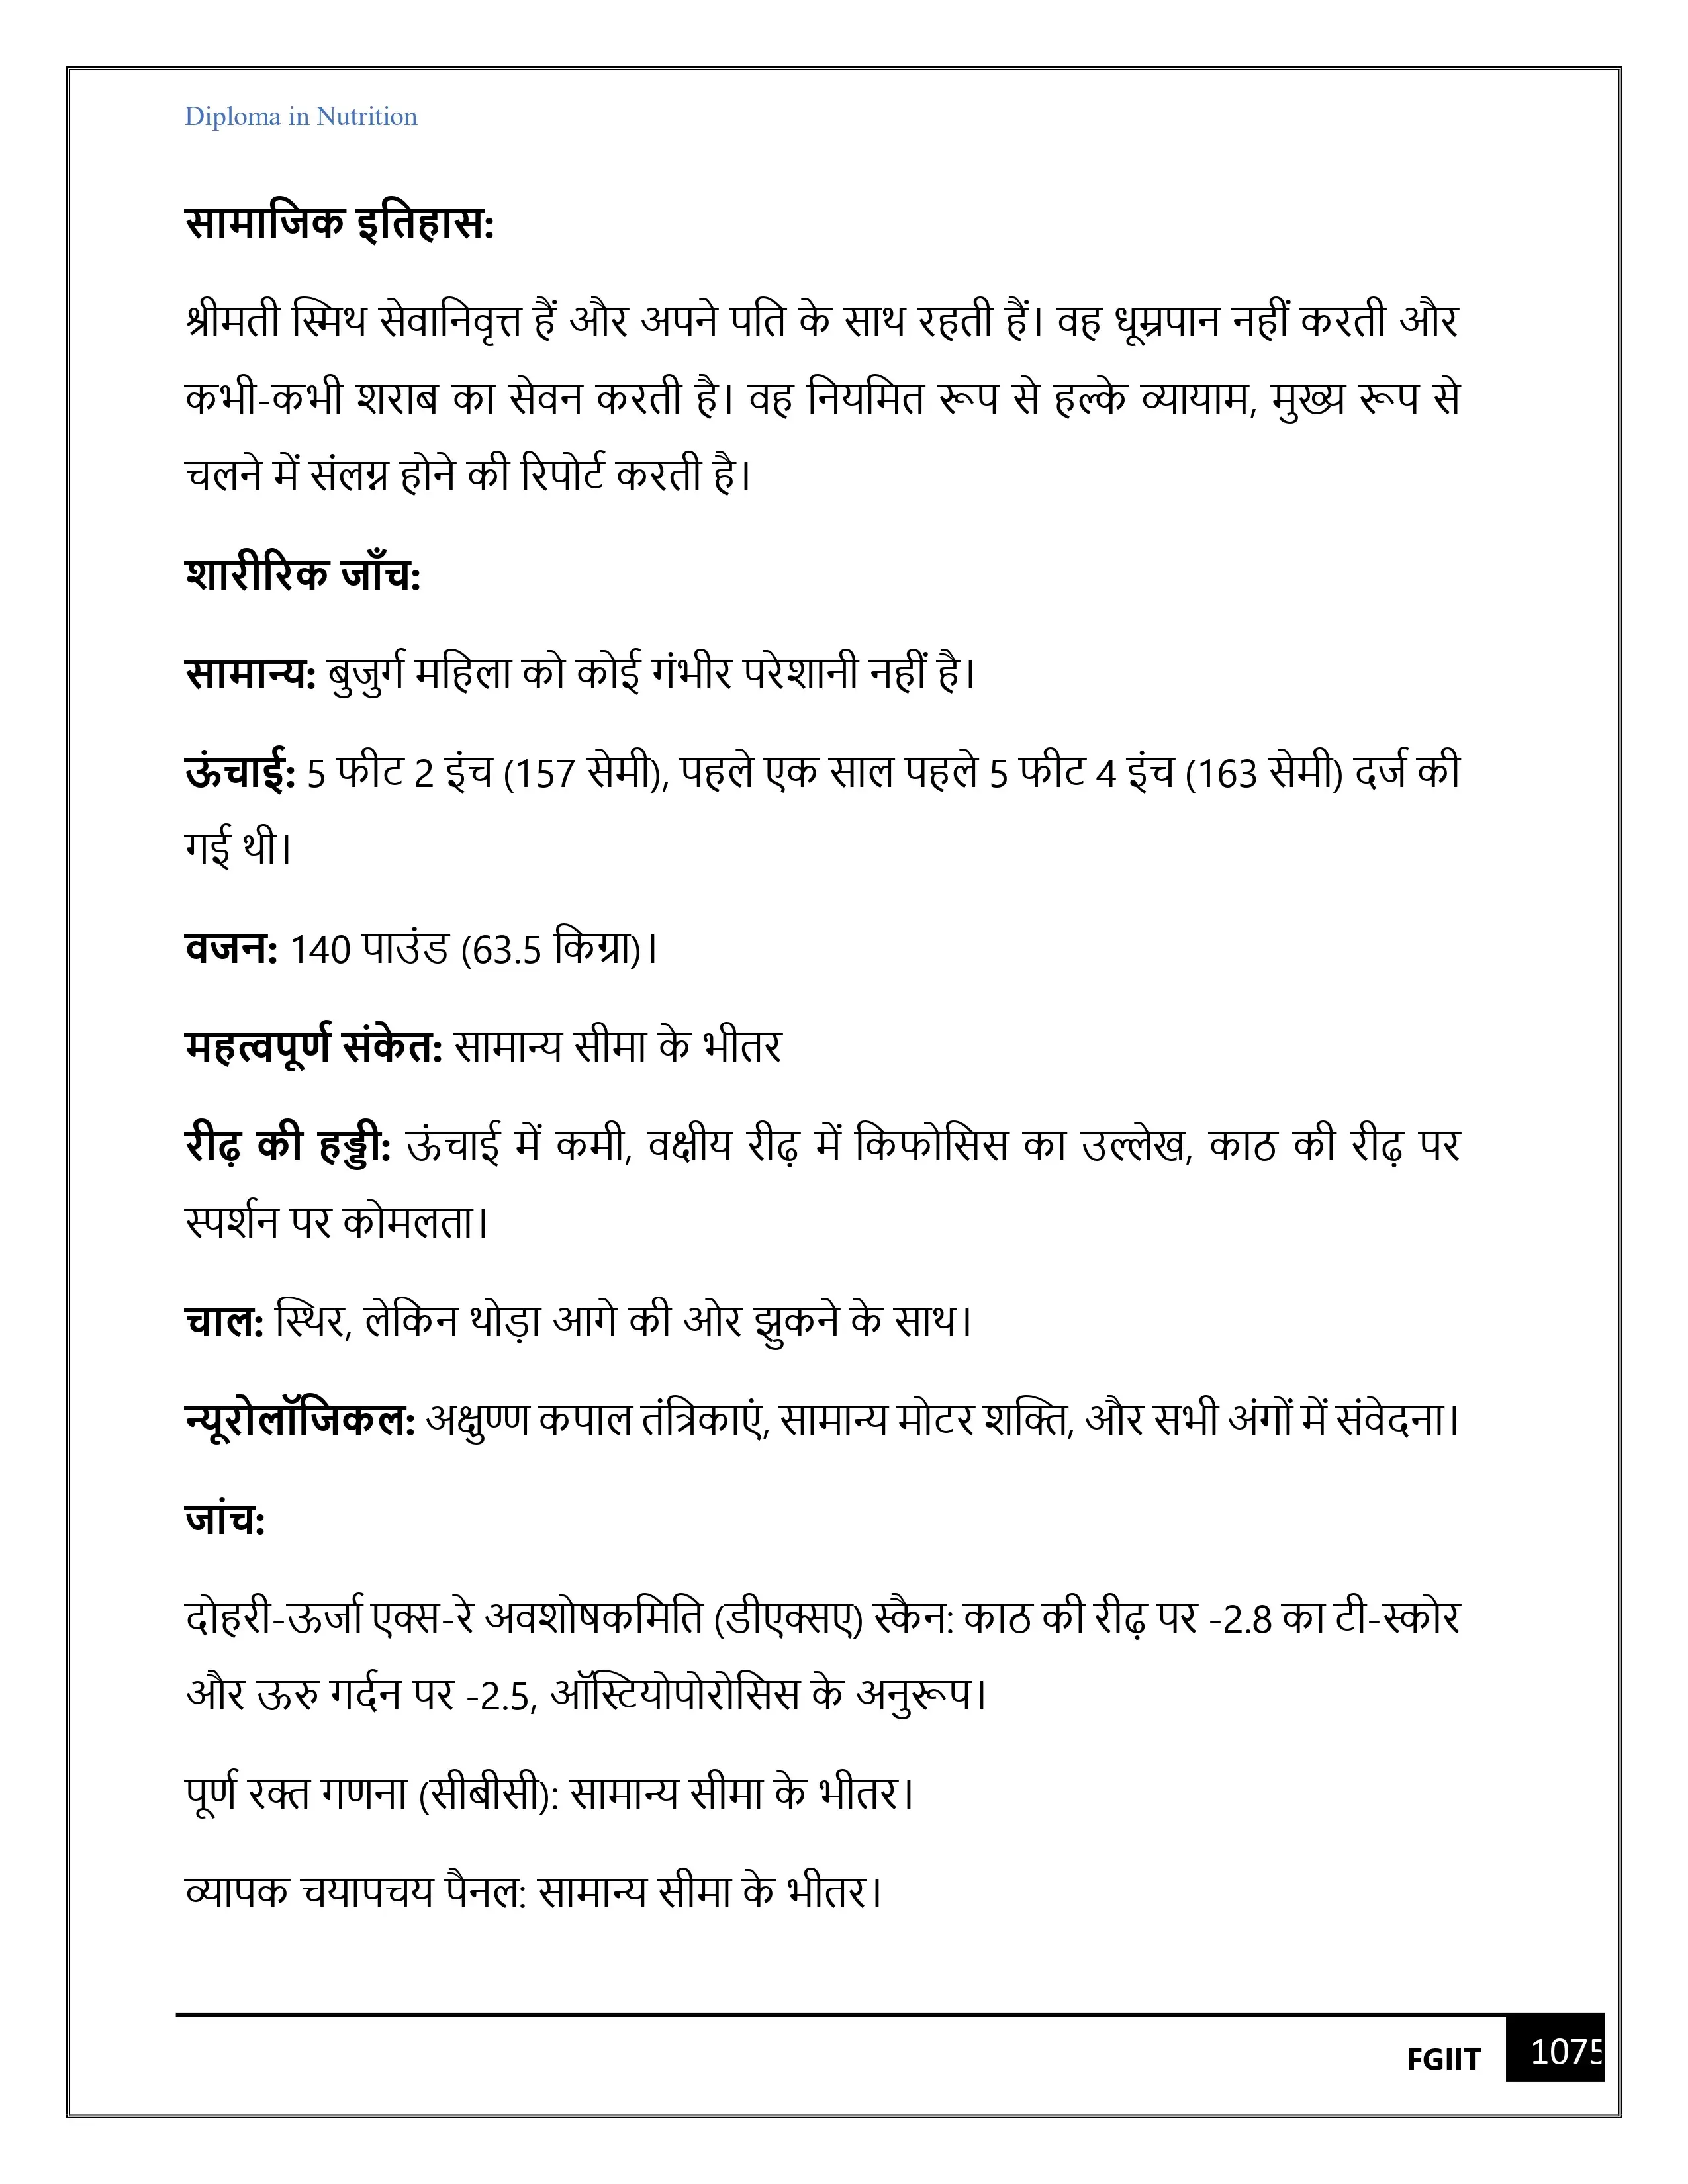 Diploma in Nutrition
सामाजिक इतिहास:
श्रीमती स्मिथ सेवानिवृत्त हैं और अपने पति के साथ रहती हैं। वह धूम्रपान नहीं करती और
कभी-कभी शराब का सेवन करती है। वह नियमित रूप से हल्के व्यायाम, मुख्य रूप से
चलने में संलग्न होने की रिपोर्ट करती है।
शारीरिक जाँच:
सामान्य: बुजुर्ग महिला को कोई गंभीर परेशानी नहीं है।
ऊंचाई: 5 फीट 2 इंच (157 सेमी), पहले एक साल पहले 5 फीट 4 इंच (163 सेमी) दर्ज की
गई थी।
वजन: 140 पाउंड (63.5 किग्रा)।
महत्वपूर्ण संकेत: सामान्य सीमा के भीतर
रीढ़ की हड्डी: ऊंचाई में कमी, वक्षीय रीढ़ में किफोसिस का उल्लेख, काठ की रीढ़ पर
स्पर्शन पर कोमलता।
चाल: स्थिर, लेकिन थोड़ा आगे की ओर झुकने के साथ।
न्यूरोलॉजिकल: अक्षुण्ण कपाल तंत्रिकाएं, सामान्य मोटर शक्ति, और सभी अंगों में संवेदना।
जांच:
दोहरी-ऊर्जा एक्स-रे अवशोषकमिति (डीएक्सए) स्कैन: काठ की रीढ़ पर -2.8 का टी-स्कोर
और ऊरु गर्दन पर -2.5, ऑस्टियोपोरोसिस के अनुरूप।
पूर्ण रक्त गणना (सीबीसी): सामान्य सीमा के भीतर।
व्यापक चयापचय पैनल: सामान्य सीमा के भीतर।
FGIIT 1075